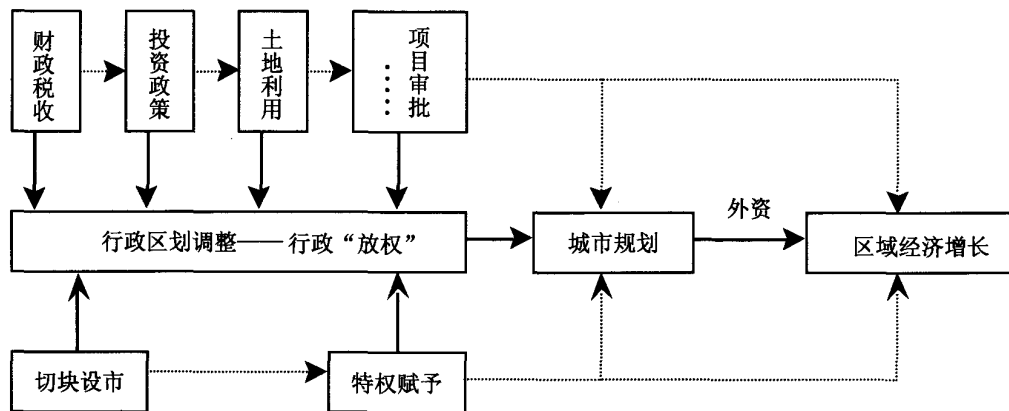 财政税收
投资政策
土地利用
项目审批
……
外资
行政区划调整——行政“放权”
城市规划
区域经济增长
切块设市
特权赋予